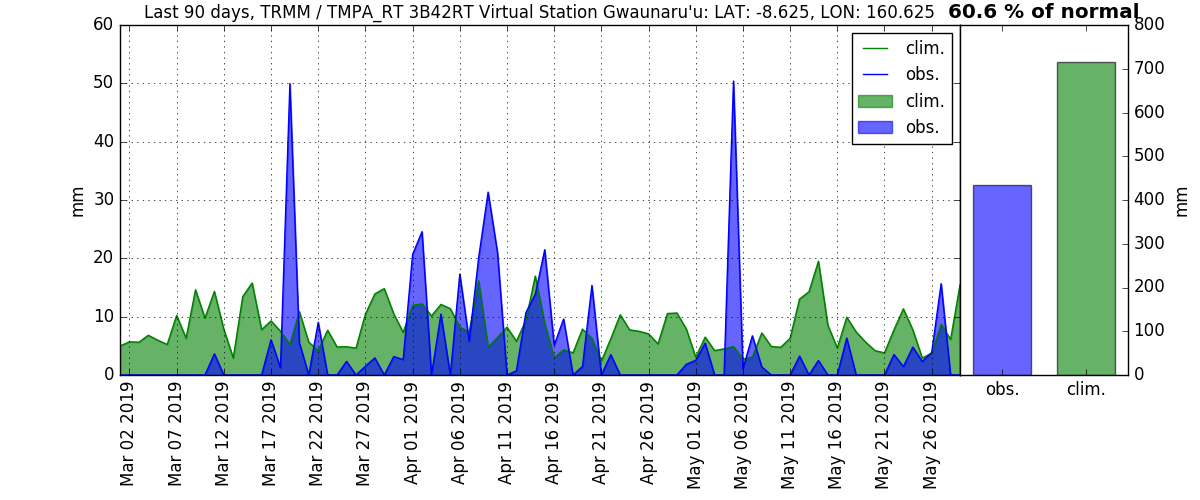 Last 90 days, TRMM / TMPA_RT 3B42RT Virtual Station Gwaunaru'u: LAT: -8.625, LON: 160.625 60.6 % of normal
mm
60
50
40
30
20
10
0
clim.
obs.
clim.
obs.
Mar 02 2019
Mar 07 2019
Mar 12 2019
Mar 17 2019
Mar 22 2019
Mar 27 2019
Apr 01 2019
Apr 06 2019
Apr 11 2019
Apr 16 2019
Apr 21 2019
Apr 26 2019
May 01 2019
May 06 2019
May 11 2019
May 16 2019
May 21 2019
May 26 2019
800
700
600
500
400
300
200
100
0
mm
obs.
clim.